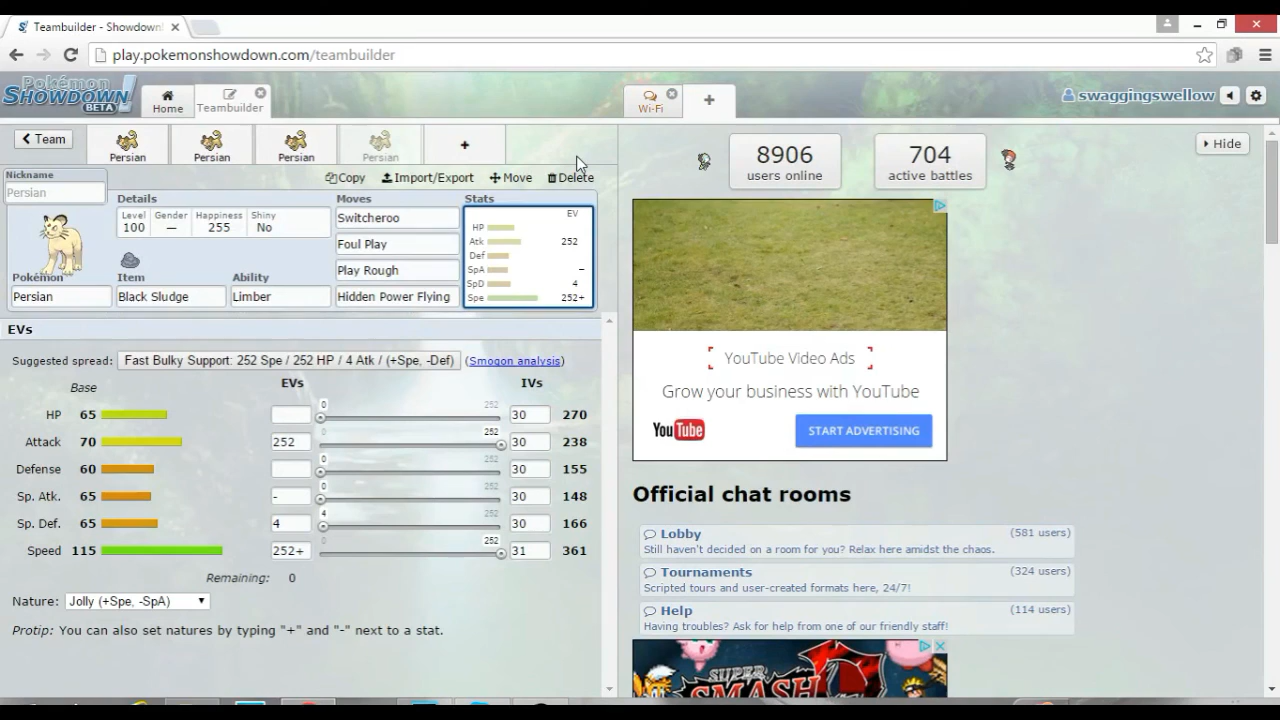 Teambuilder - Showdown!
play.pokemonshowdown.com/teambuilder
Pokémon
SHOWDOWN!
BETA
Home
Teambuilder
Wi-Fi
+
swaggingswellow
< Team
Persian
Persian
Persian
Persian
+
8906
users online
704
active battles
Hide
Copy
Import/Export
Move
Delete
Nickname
Persian
Details
Level
100
Gender
—
Happiness
255
Shiny
No
Pokémon
Persian
Item
Black Sludge
Ability
Limber
Moves
Switcheroo
Foul Play
Play Rough
Hidden Power Flying
Stats
EV
HP
Atk 252
Def
SpA –
SpD 4
Spe 252+
EVs
Suggested spread: Fast Bulky Support: 252 Spe / 252 HP / 4 Atk / (+Spe, -Def) (Smogon analysis)
Base EVs IVs
HP 65 0 252 30 270
Attack 70 252 0 252 30 238
Defense 60 0 252 30 155
Sp. Atk. 65 - 0 252 30 148
Sp. Def. 65 4 4 252 30 166
Speed 115 252+ 0 252 31 361
Remaining: 0
Nature: Jolly (+Spe, -SpA)
Protip: You can also set natures by typing "+" and "-" next to a stat.
YouTube Video Ads
Grow your business with YouTube
YouTube
START ADVERTISING
Official chat rooms
Lobby (581 users)
Still haven't decided on a room for you? Relax here amidst the chaos.
Tournaments (324 users)
Scripted tours and user-created formats here, 24/7!
Help (114 users)
Having troubles? Ask for help from one of our friendly staff!
SUPER
SMASH